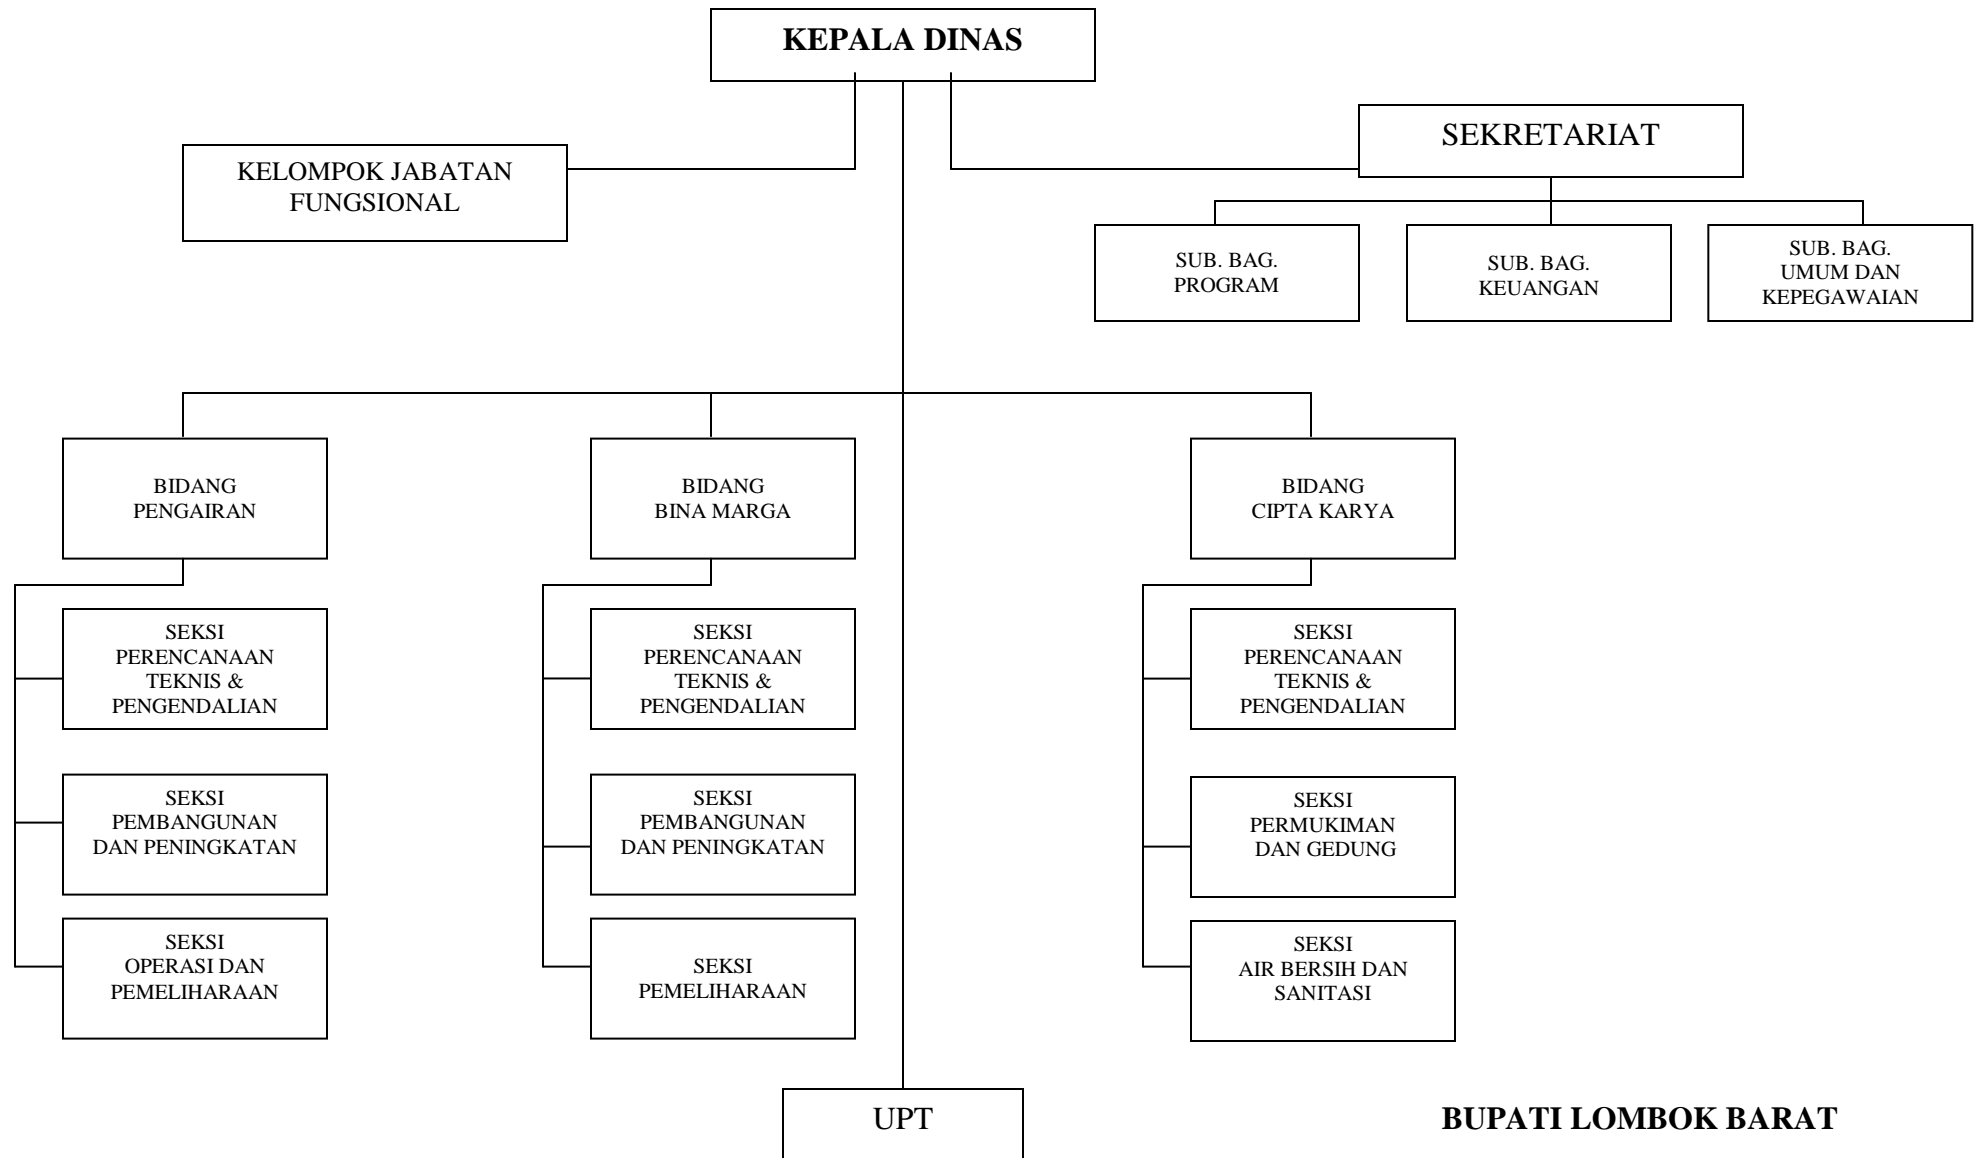 KEPALA DINAS
SEKRETARIAT
KELOMPOK JABATAN
FUNGSIONAL
SUB. BAG.
PROGRAM
SUB. BAG.
KEUANGAN
SUB. BAG.
UMUM DAN
KEPEGAWAIAN
BIDANG
PENGAIRAN
BIDANG
BINA MARGA
BIDANG
CIPTA KARYA
SEKSI
PERENCANAAN
TEKNIS &
PENGENDALIAN
SEKSI
PERENCANAAN
TEKNIS &
PENGENDALIAN
SEKSI
PERENCANAAN
TEKNIS &
PENGENDALIAN
SEKSI
PEMBANGUNAN
DAN PENINGKATAN
SEKSI
PEMBANGUNAN
DAN PENINGKATAN
SEKSI
PERMUKIMAN
DAN GEDUNG
SEKSI
OPERASI DAN
PEMELIHARAAN
SEKSI
PEMELIHARAAN
SEKSI
AIR BERSIH DAN
SANITASI
UPT
BUPATI LOMBOK BARAT